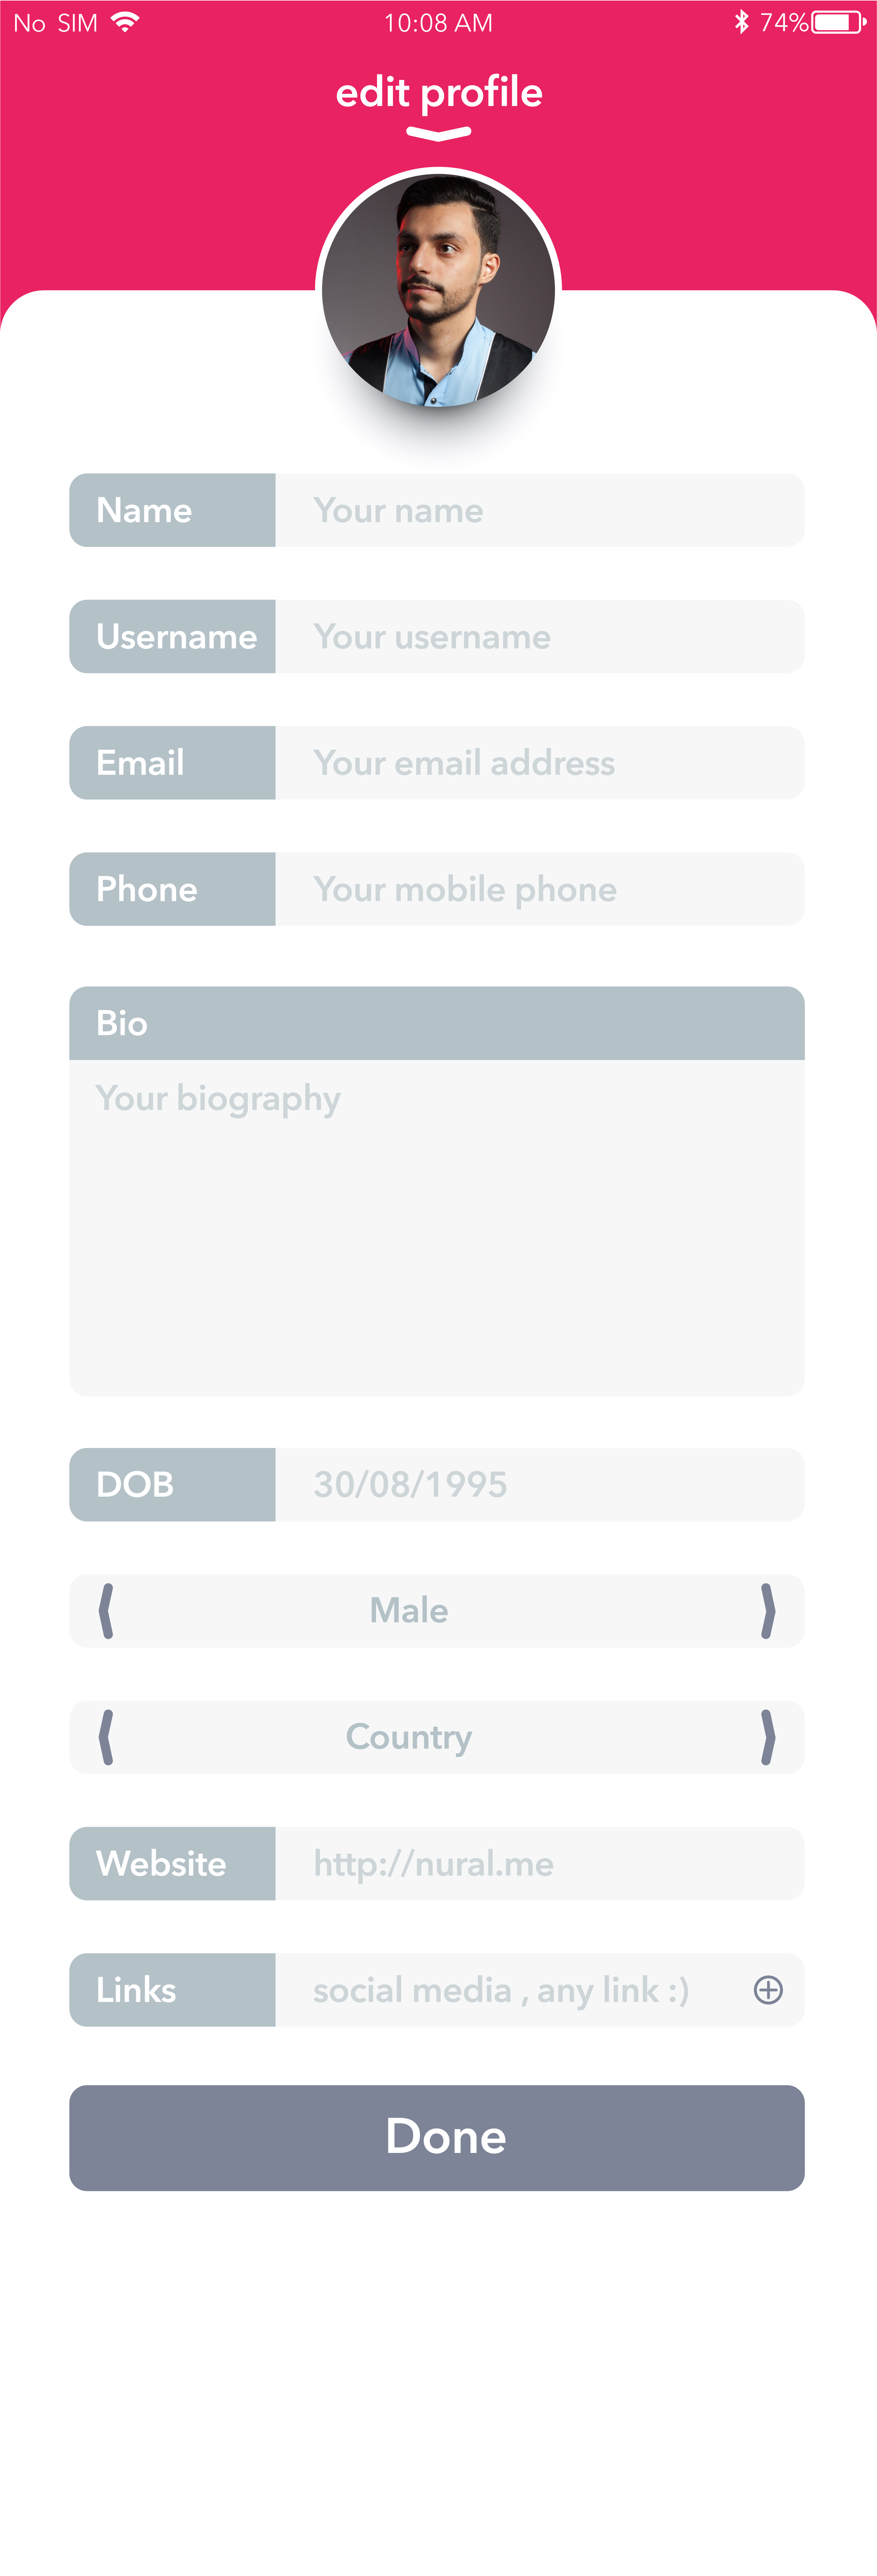 No SIM 10:08 AM 74%
edit profile
Name Your name
Username Your username
Email Your email address
Phone Your mobile phone
Bio
Your biography
DOB 30/08/1995
Male
Country
Website http://nural.me
Links social media , any link :)
Done